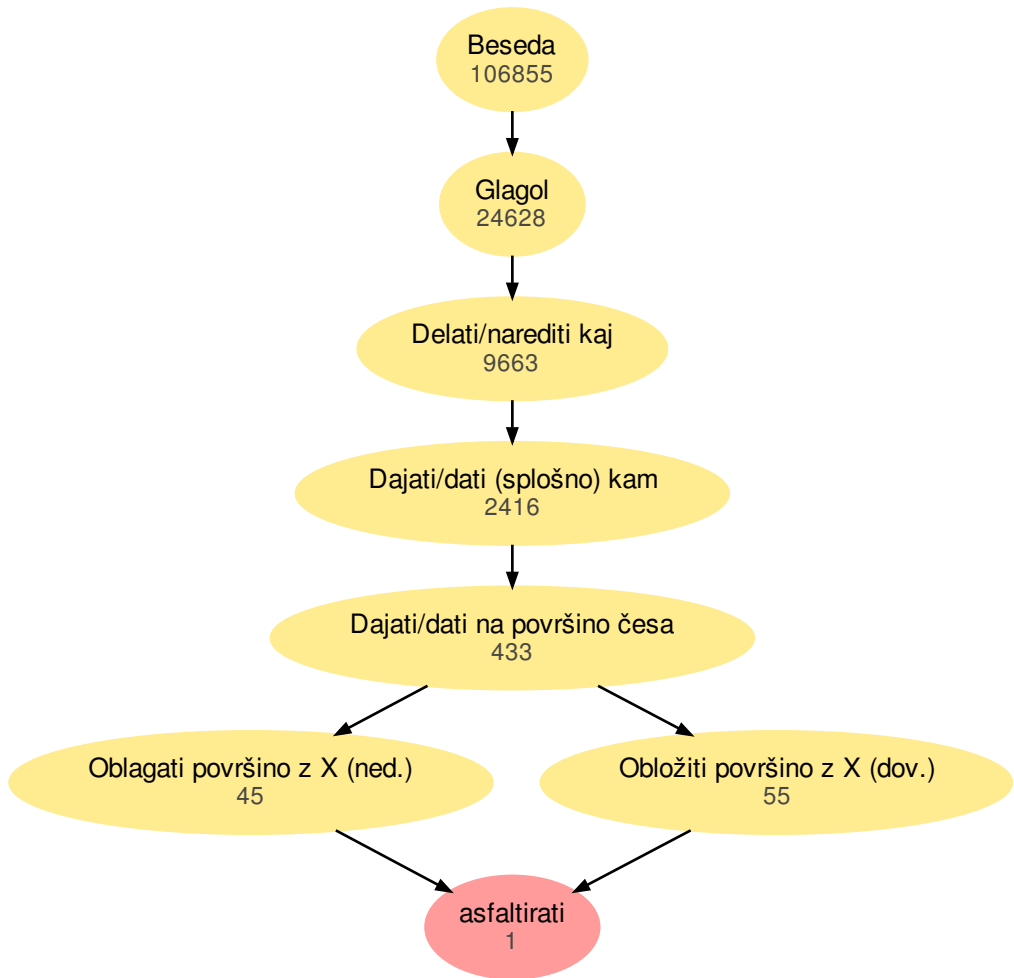 Beseda
106855
Glagol
24628
Delati/narediti kaj
9663
Dajati/dati (splošno) kam
2416
Dajati/dati na površino česa
433
Oblagati površino z X (ned.)
45
Obložiti površino z X (dov.)
55
asfaltirati
1